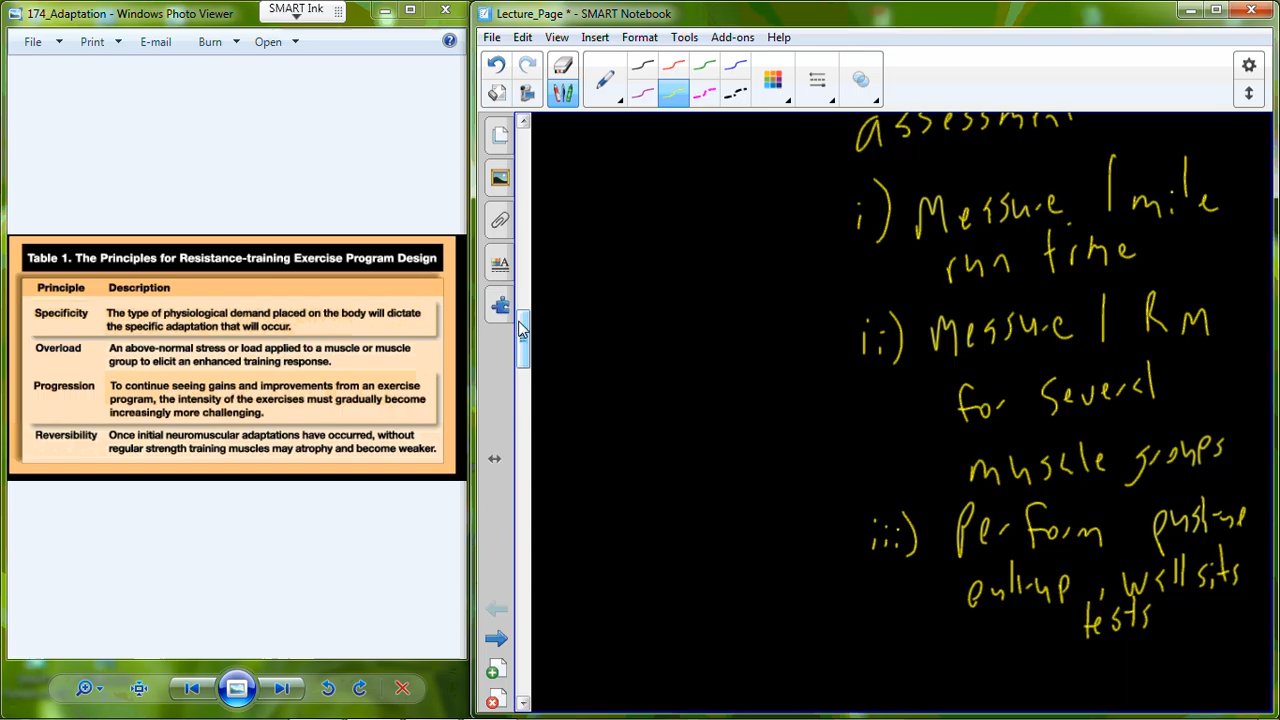 174_Adaptation - Windows Photo Viewer
SMART Ink
File Print E-mail Burn Open
Table 1. The Principles for Resistance-training Exercise Program Design
Principle Description
Specificity The type of physiological demand placed on the body will dictate
the specific adaptation that will occur.
Overload An above-normal stress or load applied to a muscle or muscle
group to elicit an enhanced training response.
Progression To continue seeing gains and improvements from an exercise
program, the intensity of the exercises must gradually become
increasingly more challenging.
Reversibility Once initial neuromuscular adaptations have occurred, without
regular strength training muscles may atrophy and become weaker.
Lecture_Page * - SMART Notebook
File Edit View Insert Format Tools Add-ons Help
assessment
i) Measure 1 mile
run time
ii) Measure 1 RM
for several
muscle groups
iii) Perform push-up
pull-up, wall sits
tests